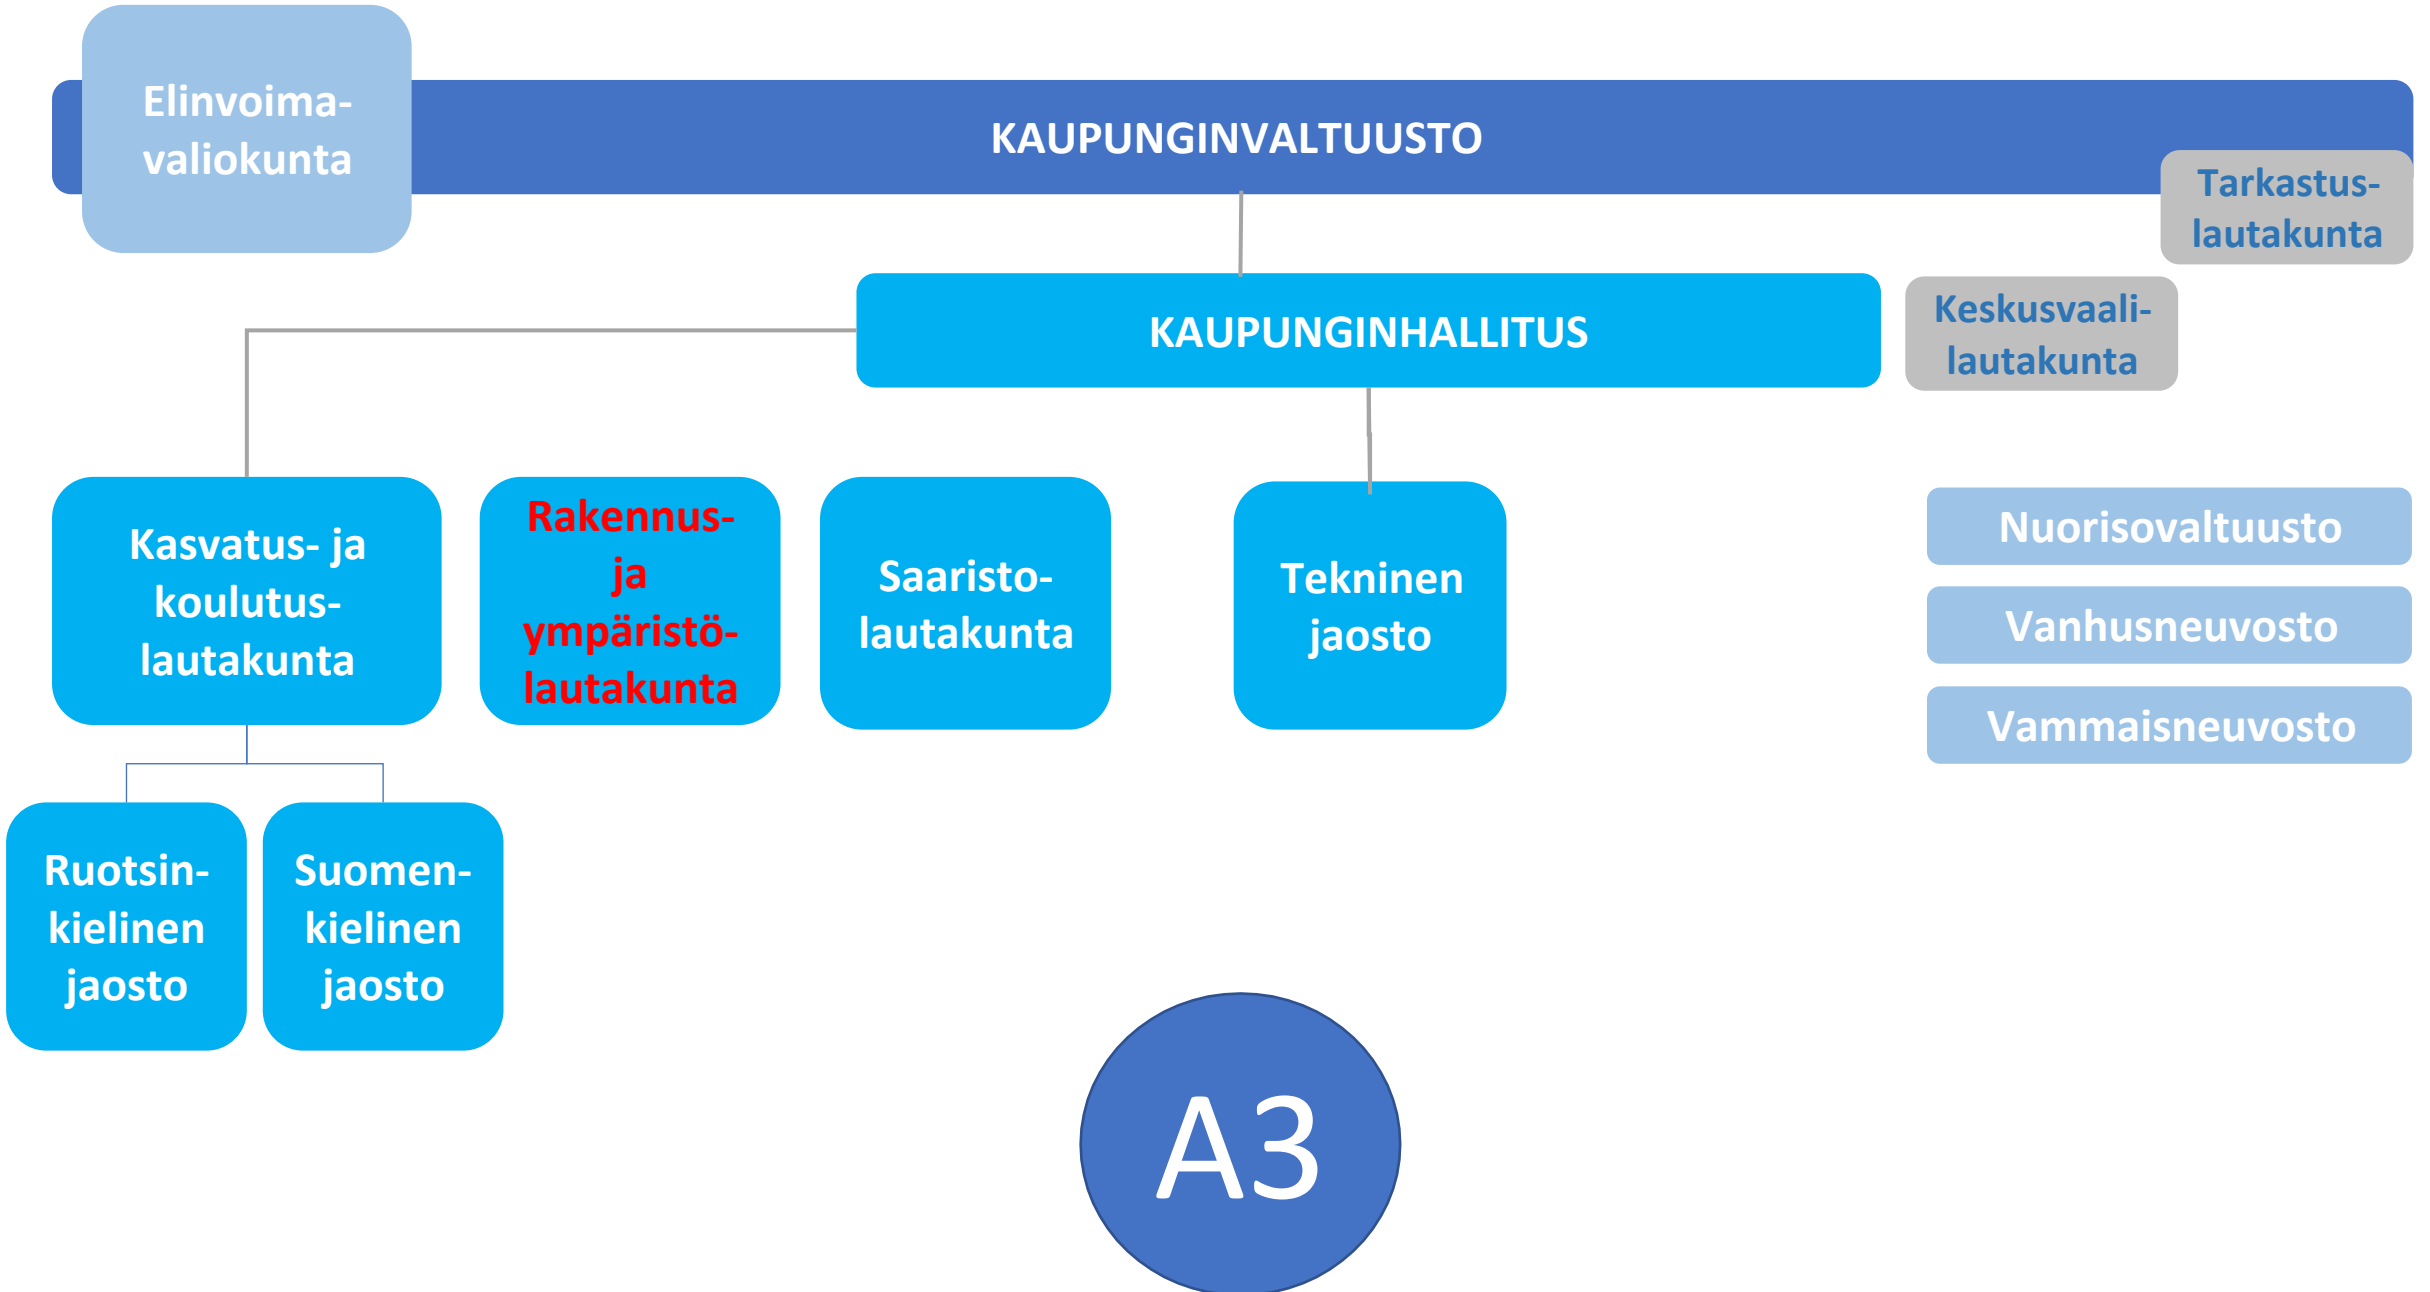 Elinvoima-
valiokunta
KAUPUNGINVALTUUSTO
Tarkastus-
lautakunta
KAUPUNGINHALLITUS
Keskusvaali-
lautakunta
Kasvatus- ja
koulutus-
lautakunta
Rakennus-
ja
ympäristö-
lautakunta
Saaristo-
lautakunta
Tekninen
jaosto
Nuorisovaltuusto
Vanhusneuvosto
Vammaisneuvosto
Ruotsin-
kielinen
jaosto
Suomen-
kielinen
jaosto
A3